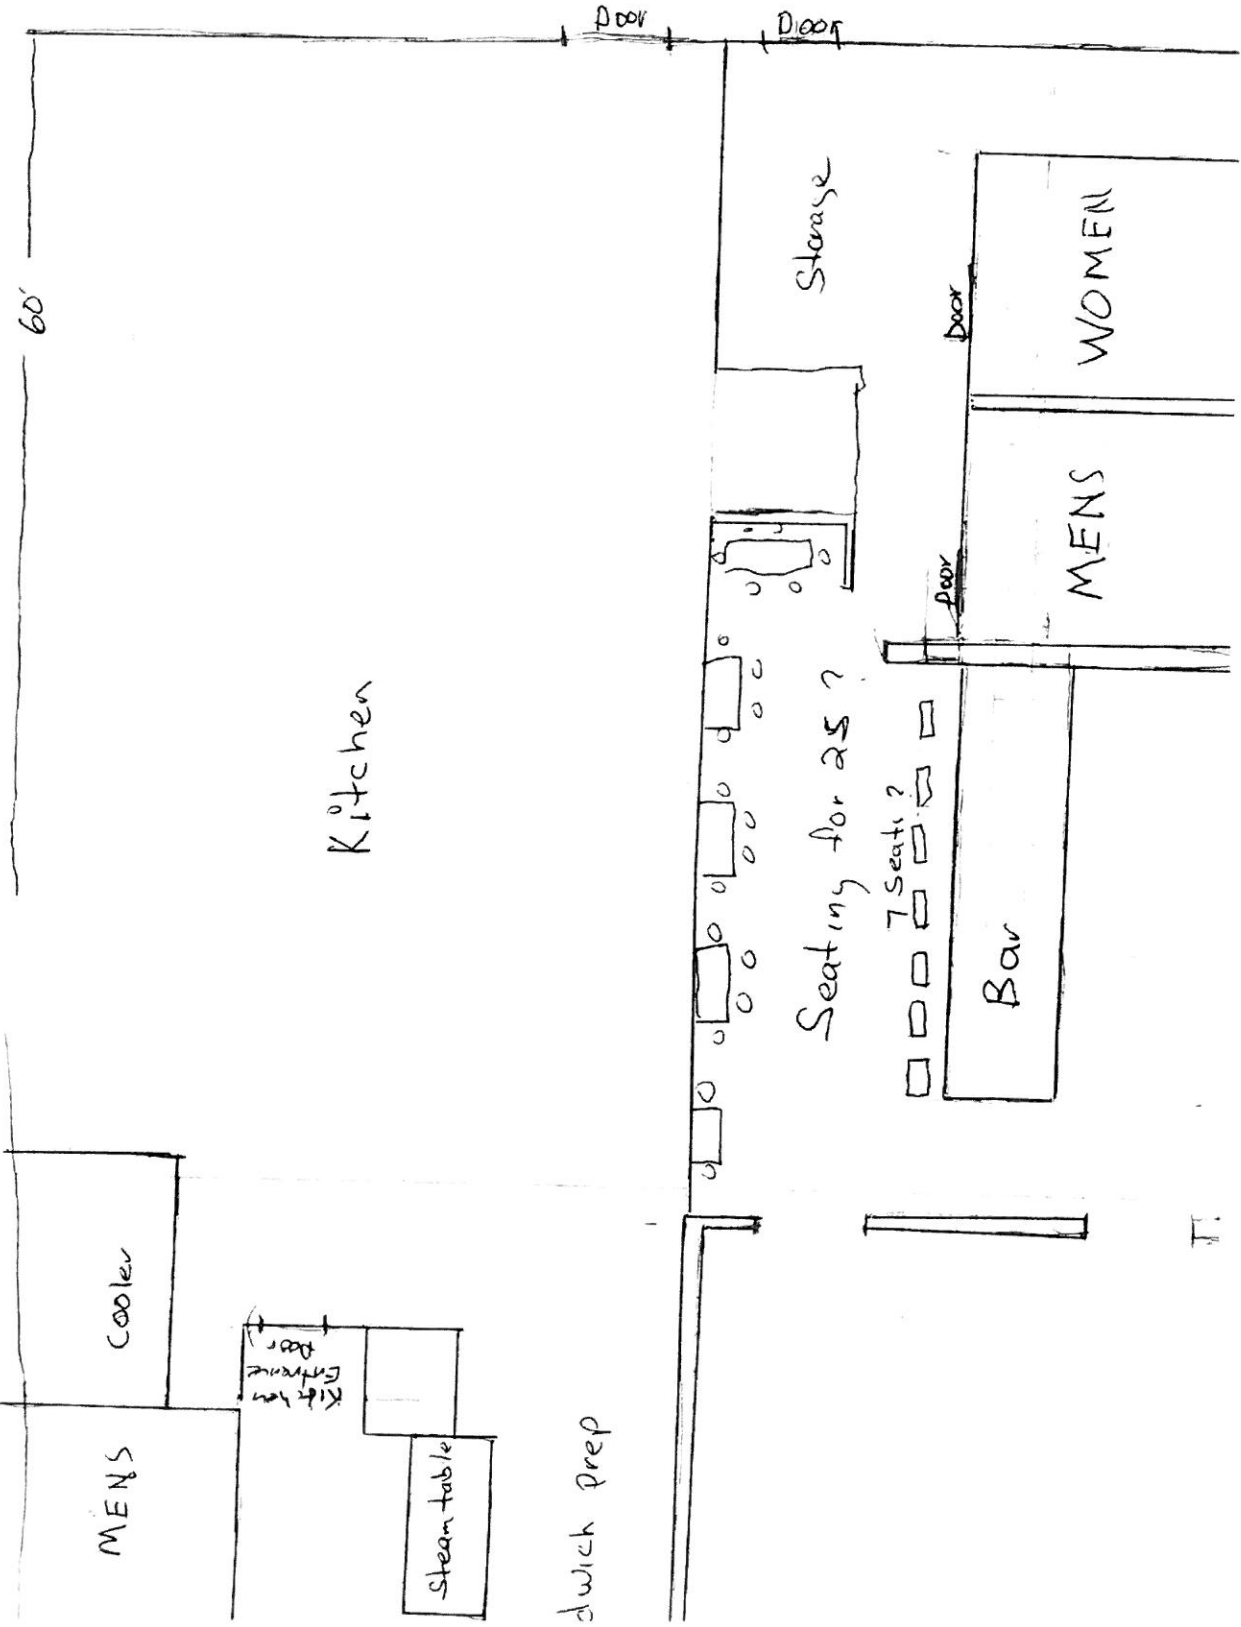 Door
Door
60'
Storage
WOMEN
Door
MENS
Door
Kitchen
Seating for 25 ?
7 Seats ?
Bar
Cooler
Kitchen
Entrance
Door
MENS
Steam table
dwich prep
T.